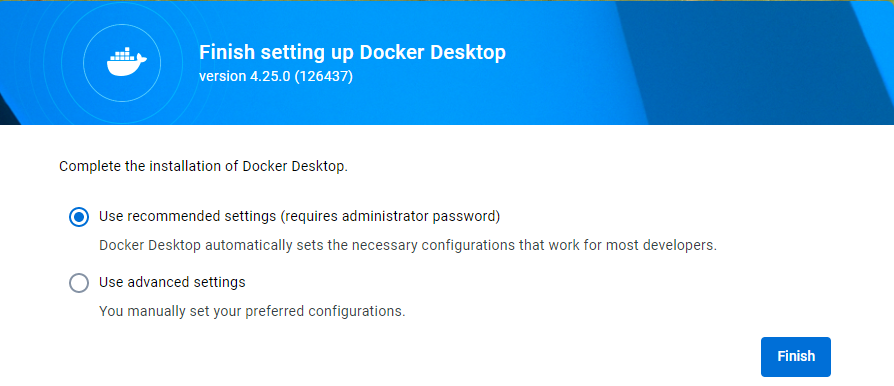 Finish setting up Docker Desktop
version 4.25.0 (126437)
Complete the installation of Docker Desktop.
Use recommended settings (requires administrator password)
Docker Desktop automatically sets the necessary configurations that work for most developers.
Use advanced settings
You manually set your preferred configurations.
Finish